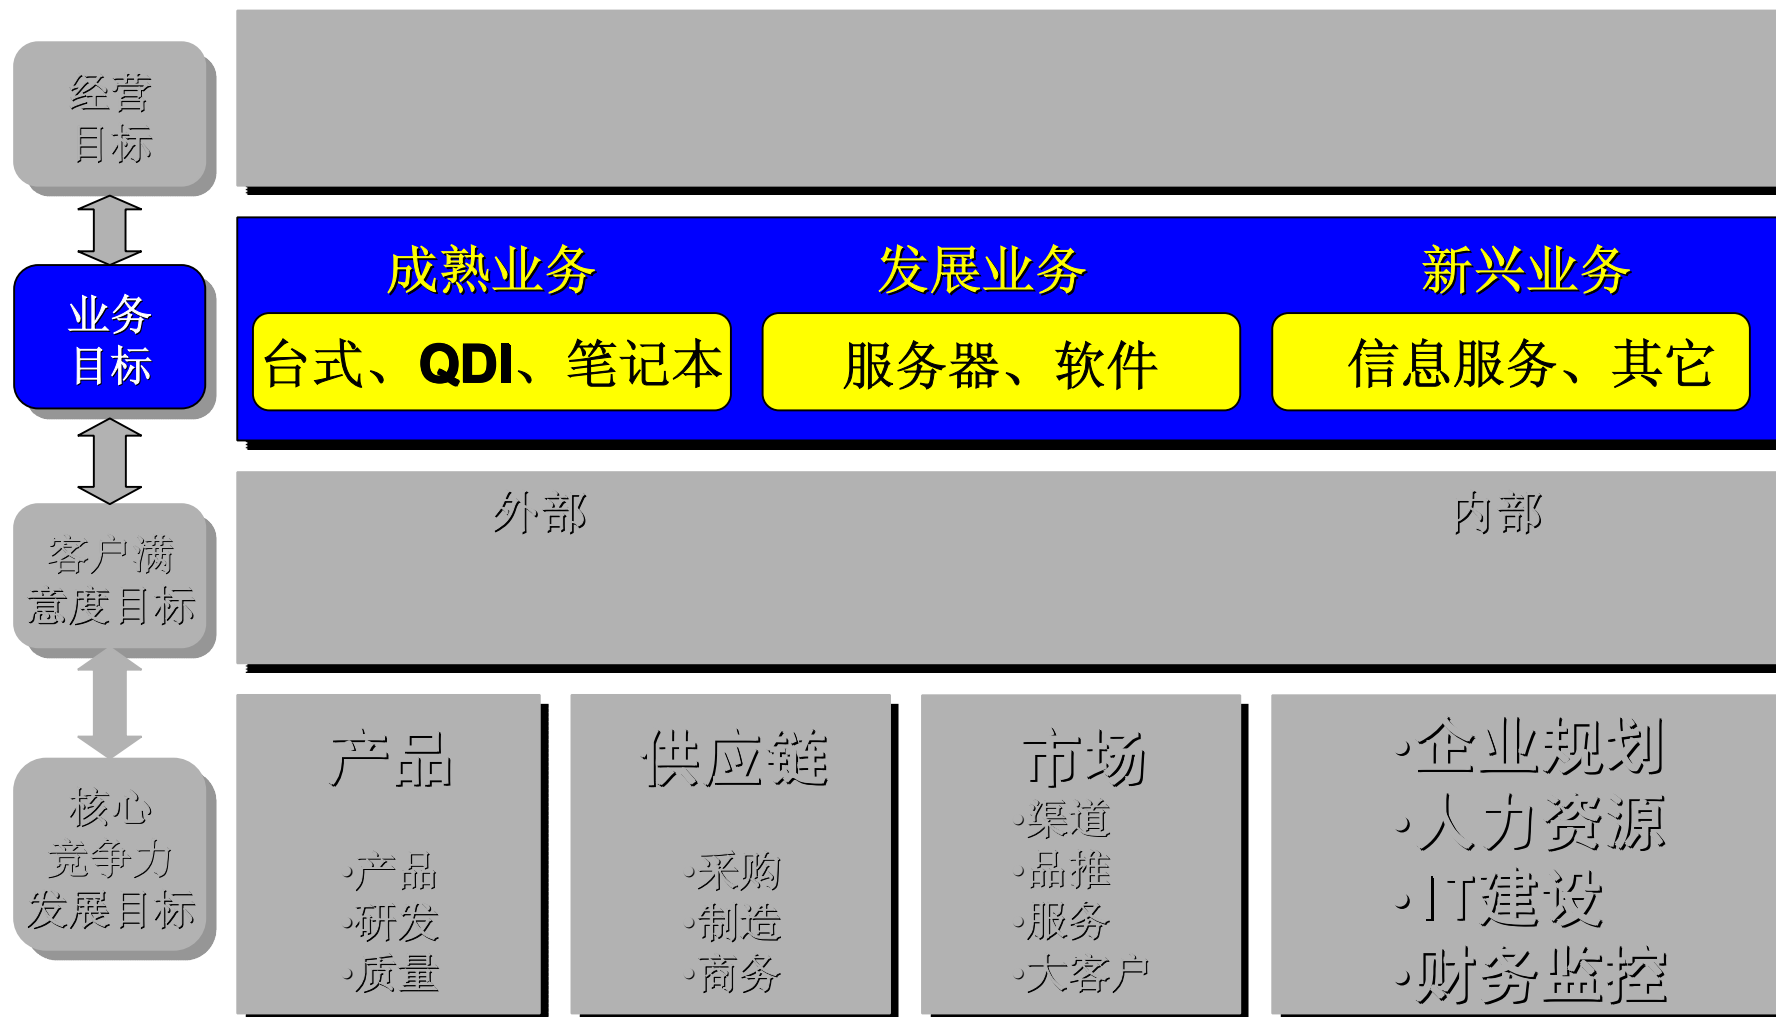 经营
目标
成熟业务
发展业务
新兴业务
业务
目标
台式、QDI、笔记本
服务器、软件
信息服务、其它
外部
内部
客户满
意度目标
产品
·产品
·研发
·质量
供应链
·采购
·制造
·商务
市场
·渠道
·品推
·服务
·大客户
·企业规划
·人力资源
·IT建设
·财务监控
核心
竞争力
发展目标